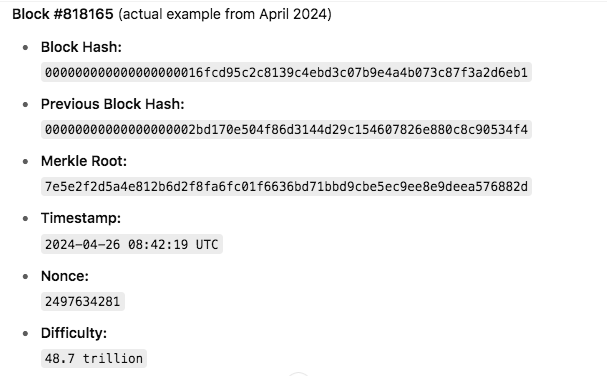 Block #818165 (actual example from April 2024)
Block Hash:
000000000000000000016fcd95c2c8139c4ebd3c07b9e4a4b073c87f3a2d6eb1
Previous Block Hash:
00000000000000000002bd170e504f86d3144d29c154607826e880c8c90534f4
Merkle Root:
7e5e2f2d5a4e812b6d2f8fa6fc01f6636bd71bbd9cbe5ec9ee8e9deea576882d
Timestamp:
2024-04-26 08:42:19 UTC
Nonce:
2497634281
Difficulty:
48.7 trillion